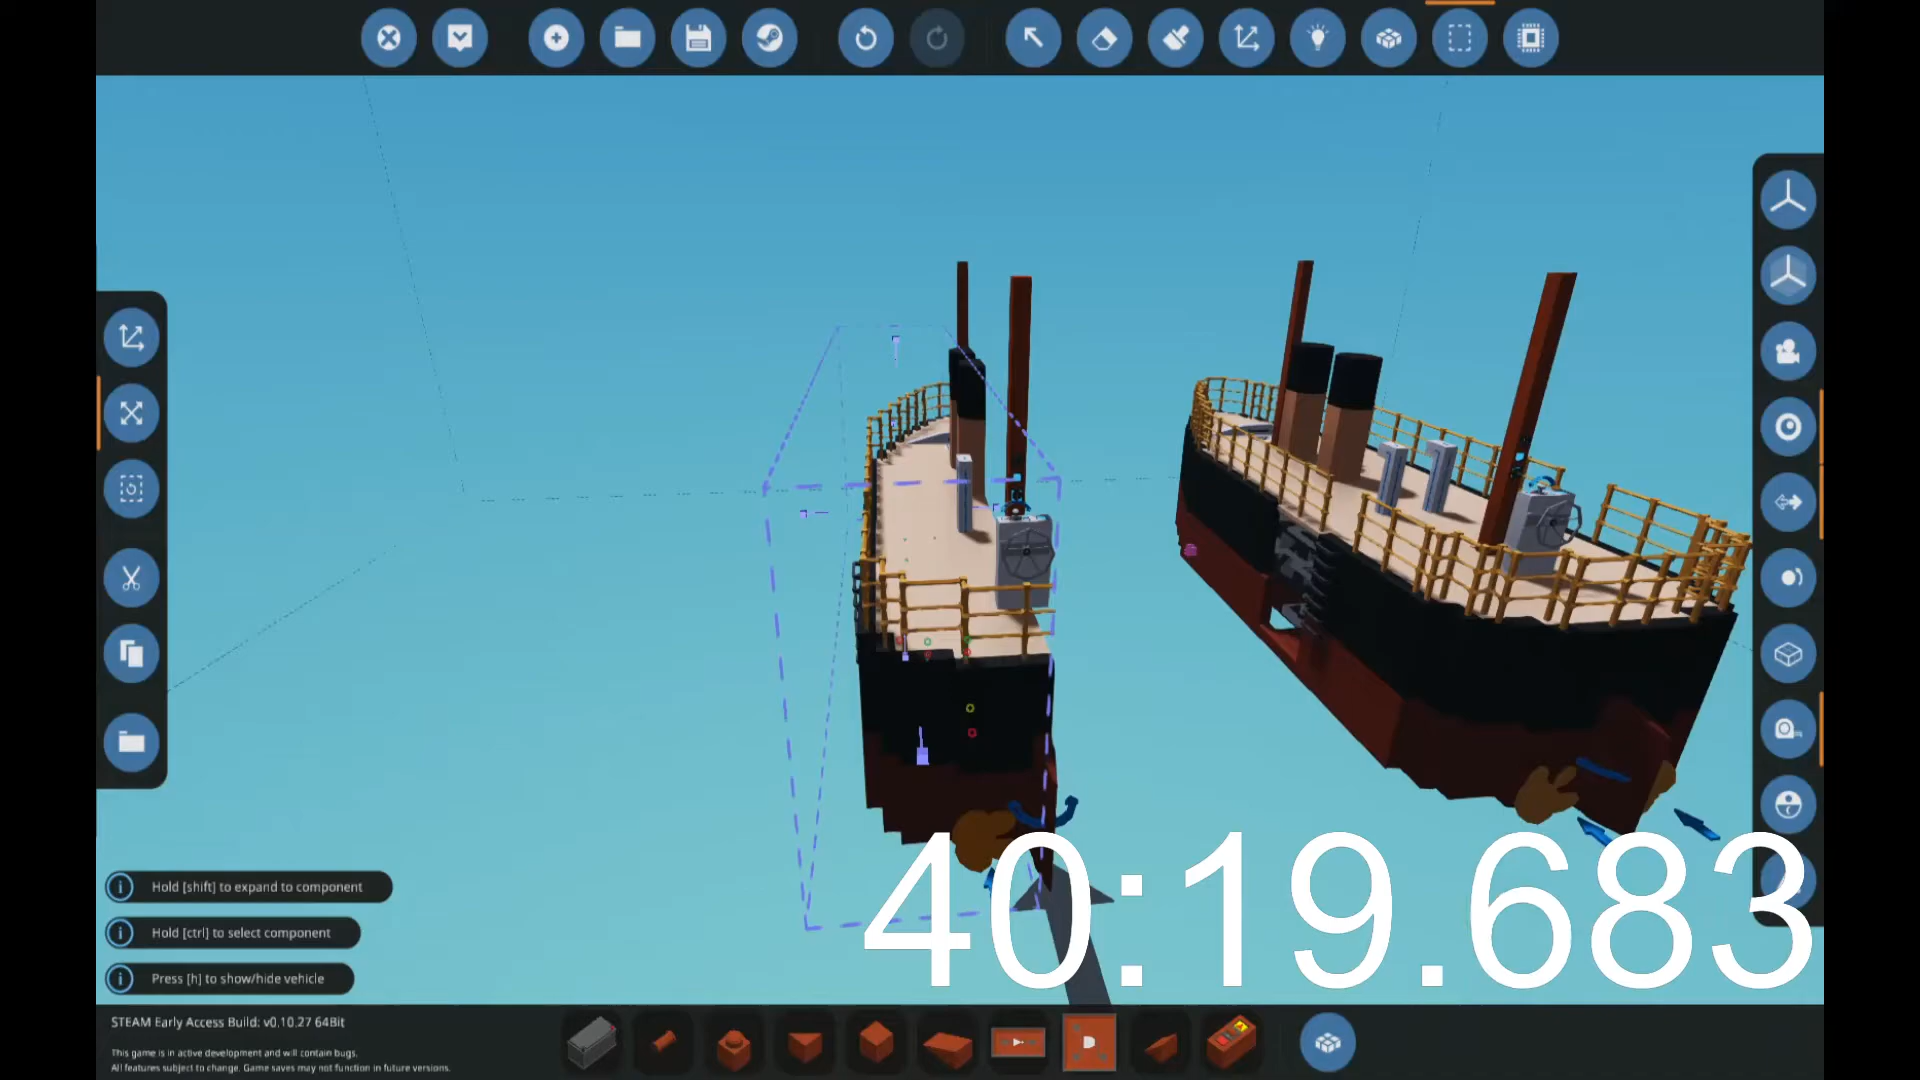 Hold [shift] to expand to component
Hold [ctrl] to select component
Press [h] to show/hide vehicle
40:19.683
STEAM Early Access Build: v0.10.27 64Bit
This game is in active development and will contain bugs.
All features subject to change. Game saves may not function in future versions.